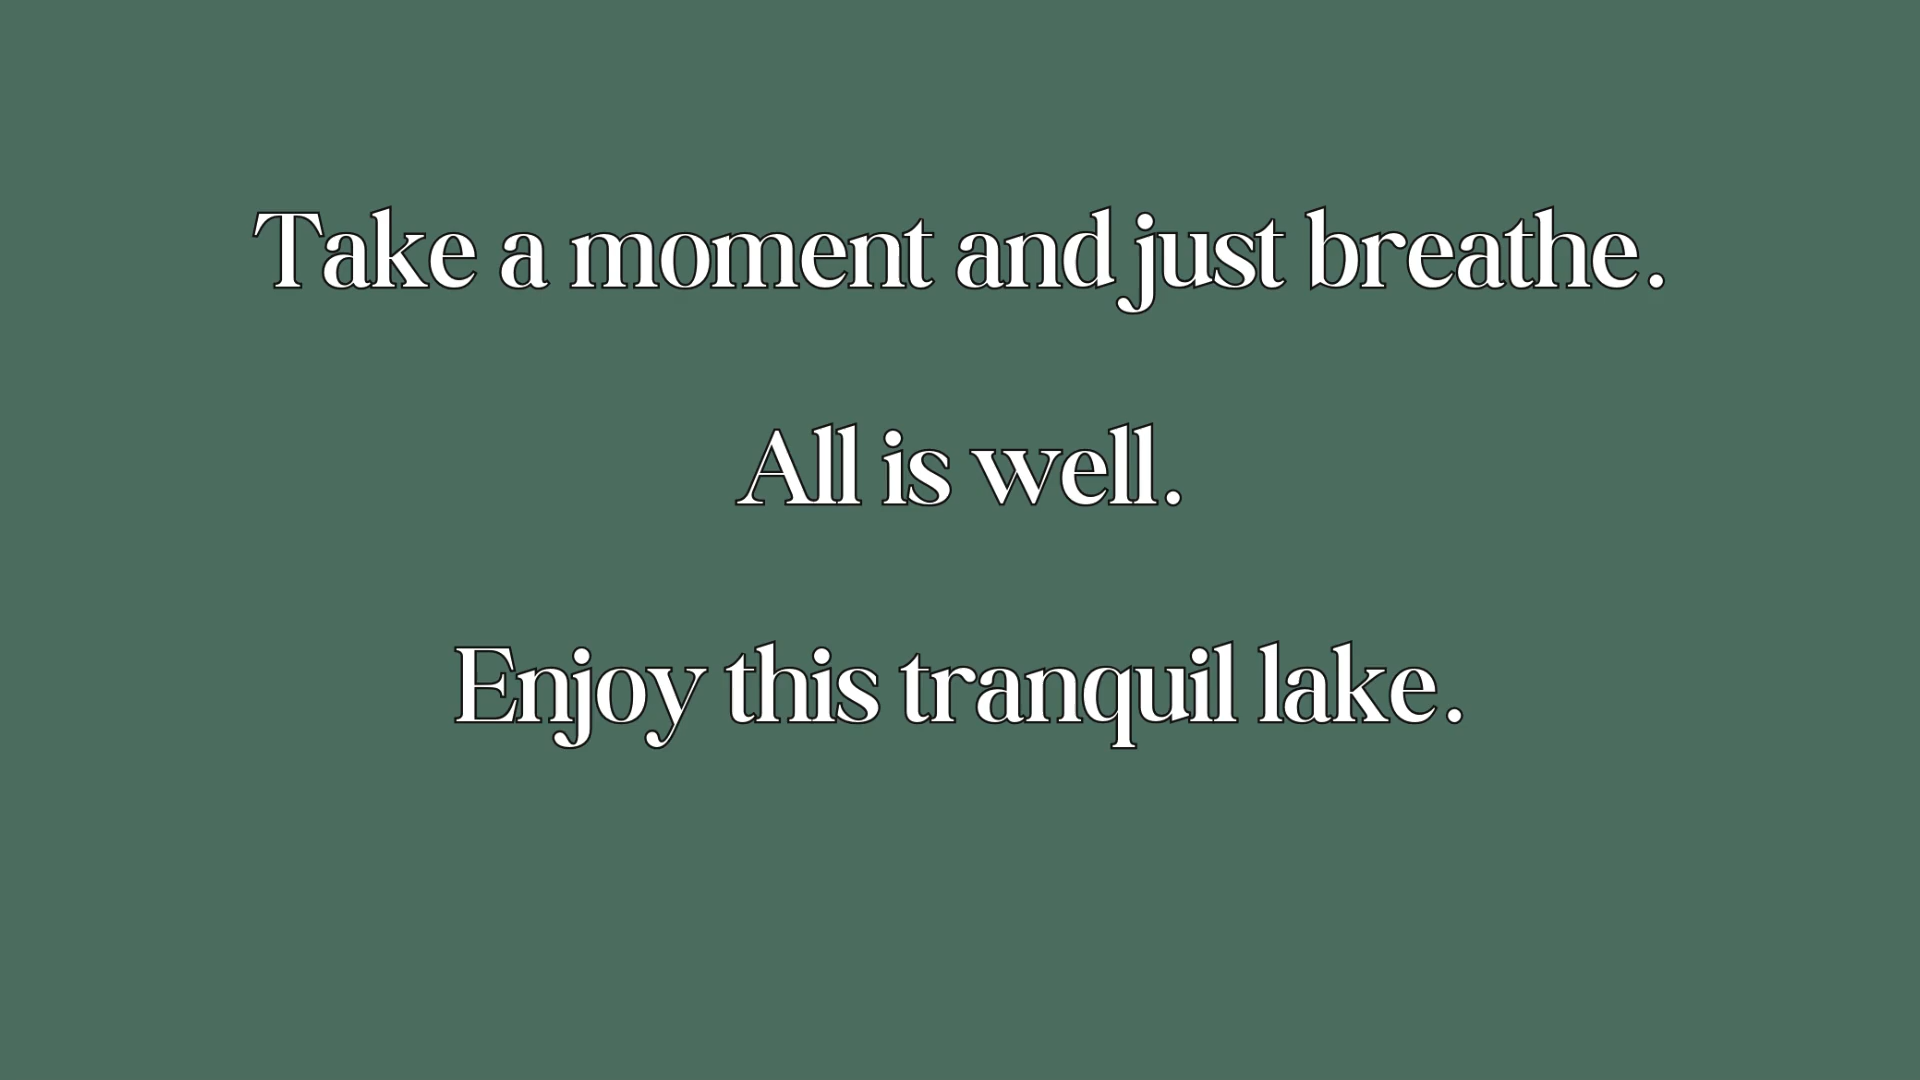 Take a moment and just breathe.
All is well.
Enjoy this tranquil lake.